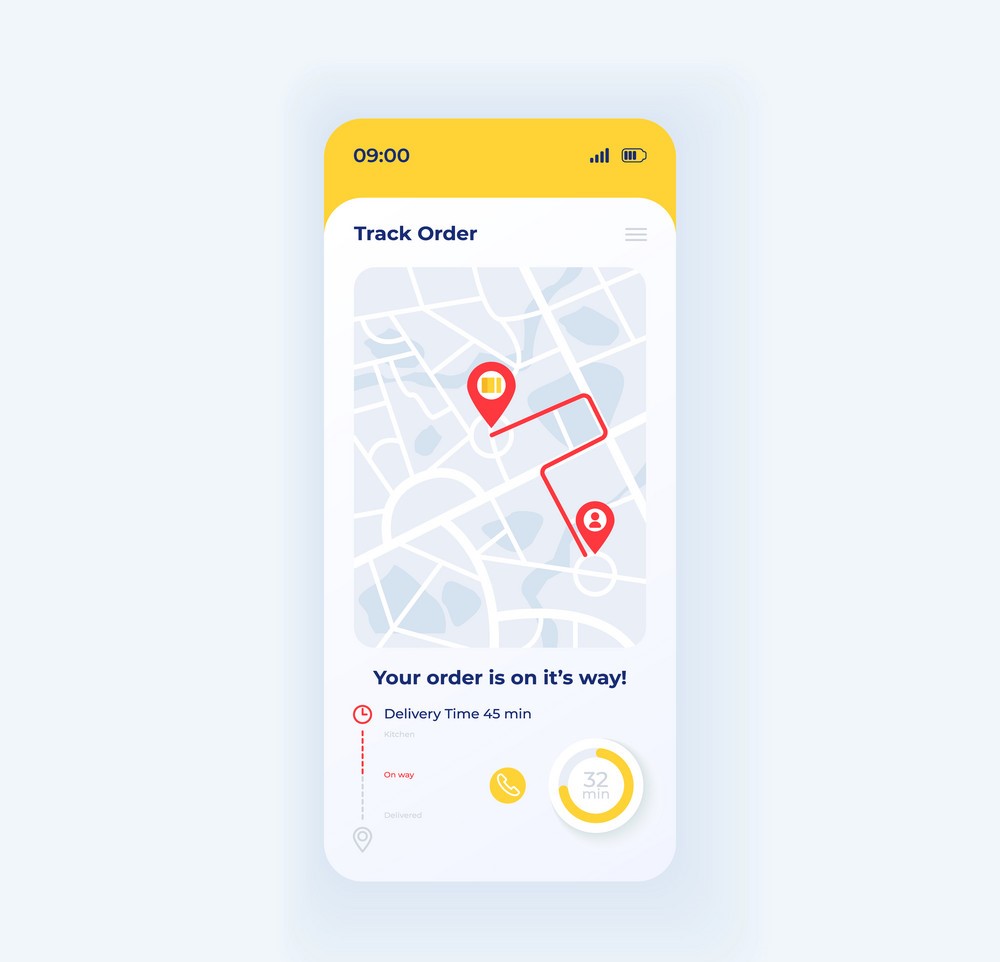 09:00
Track Order
Your order is on it’s way!
Delivery Time 45 min
Kitchen
On way
Delivered
32
min